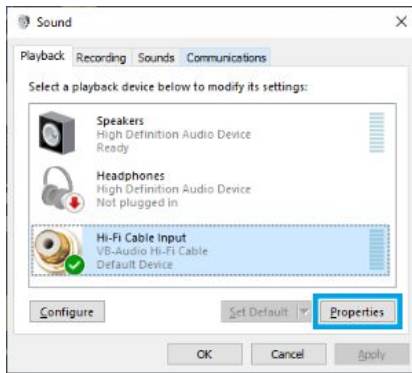 Sound
Playback Recording Sounds Communications
Select a playback device below to modify its settings:
Speakers
High Definition Audio Device
Ready
Headphones
High Definition Audio Device
Not plugged in
Hi-Fi Cable Input
VB-Audio Hi-Fi Cable
Default Device
Configure Set Default Properties
OK Cancel Apply